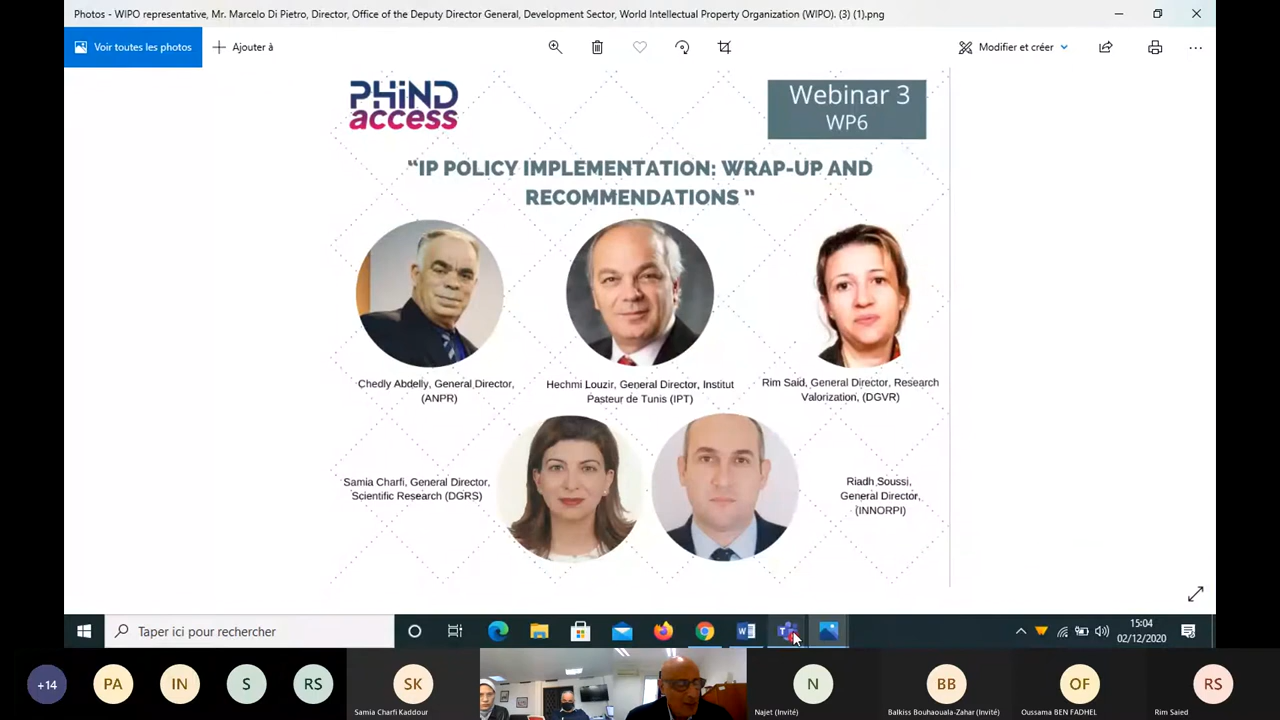 Photos - WIPO representative, Mr. Marcelo Di Pietro, Director, Office of the Deputy Director General, Development Sector, World Intellectual Property Organization (WIPO). (3) (1).png
Voir toutes les photos
Ajouter à
Modifier et créer
PHiND
access
Webinar 3
WP6
“IP POLICY IMPLEMENTATION: WRAP-UP AND
RECOMMENDATIONS ”
Chedly Abdelly, General Director,
(ANPR)
Hechmi Louzir, General Director, Institut
Pasteur de Tunis (IPT)
Rim Saïd, General Director, Research
Valorization, (DGVR)
Samia Charfi, General Director,
Scientific Research (DGRS)
Riadh Soussi,
General Director,
(INNORPI)
Taper ici pour rechercher
15:04
02/12/2020
+14
PA
IN
S
RS
SK
Samia Charfi Kaddour
N
Najet (Invité)
BB
Balkiss Bouhaouala-Zahar (Invité)
OF
Oussama BEN FADHEL
RS
Rim Saied